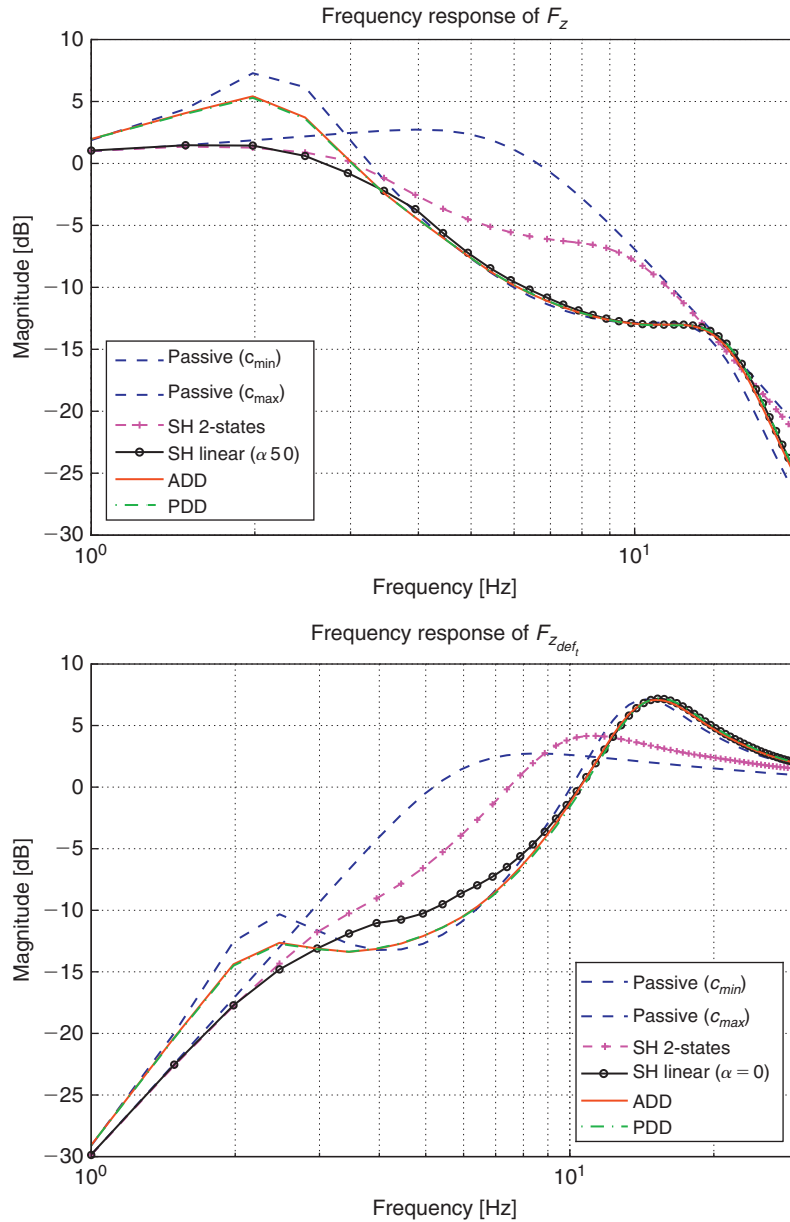 Frequency response of F_z
10
5
0
−5
−10
−15
−20
−25
−30
Magnitude [dB]
Passive (c_min)
Passive (c_max)
SH 2-states
SH linear (α 5 0)
ADD
PDD
10^0
10^1
Frequency [Hz]
Frequency response of F_{z_{def_t}}
10
5
0
−5
−10
−15
−20
−25
−30
Magnitude [dB]
Passive (c_min)
Passive (c_max)
SH 2-states
SH linear (α = 0)
ADD
PDD
10^0
10^1
Frequency [Hz]